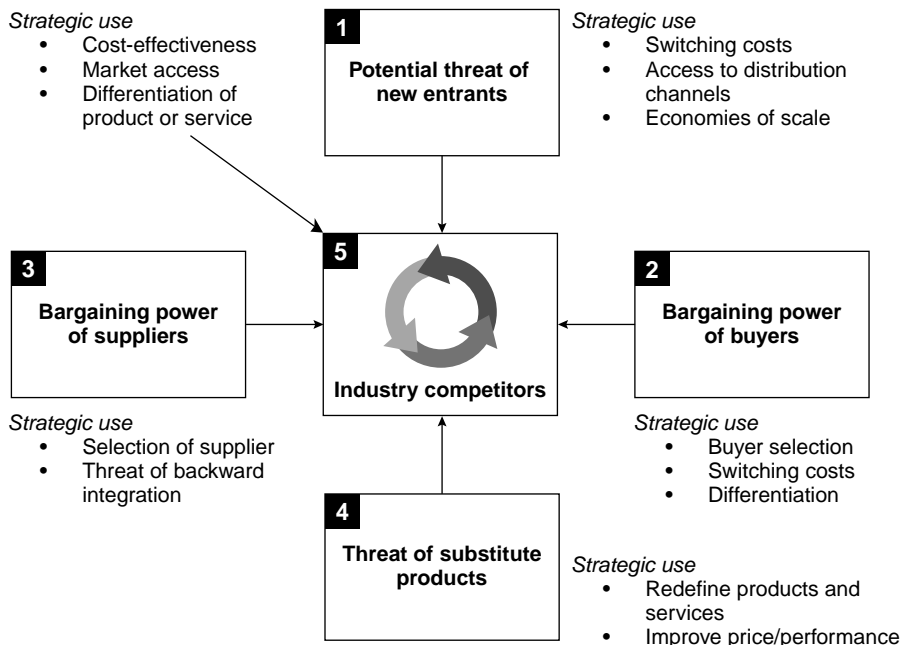 Strategic use
• Cost-effectiveness
• Market access
• Differentiation of
product or service
1
Potential threat of
new entrants
Strategic use
• Switching costs
• Access to distribution
channels
• Economies of scale
3
Bargaining power
of suppliers
5
Industry competitors
2
Bargaining power
of buyers
Strategic use
• Selection of supplier
• Threat of backward
integration
Strategic use
• Buyer selection
• Switching costs
• Differentiation
4
Threat of substitute
products
Strategic use
• Redefine products and
services
• Improve price/performance